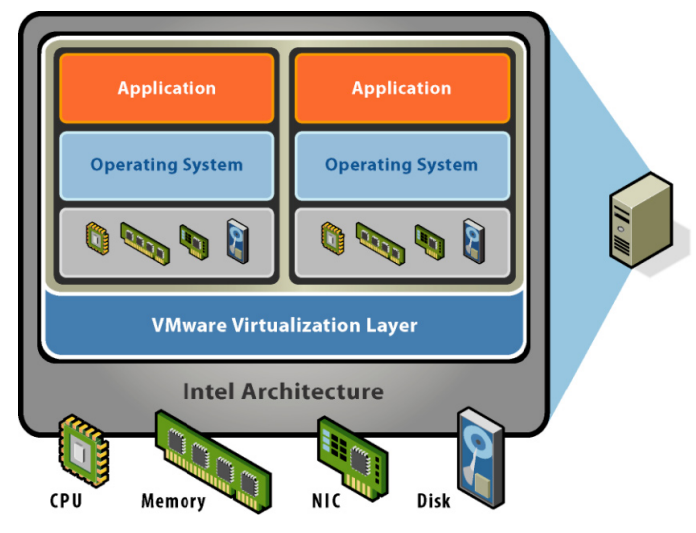 Application
Application
Operating System
Operating System
VMware Virtualization Layer
Intel Architecture
CPU
Memory
NIC
Disk